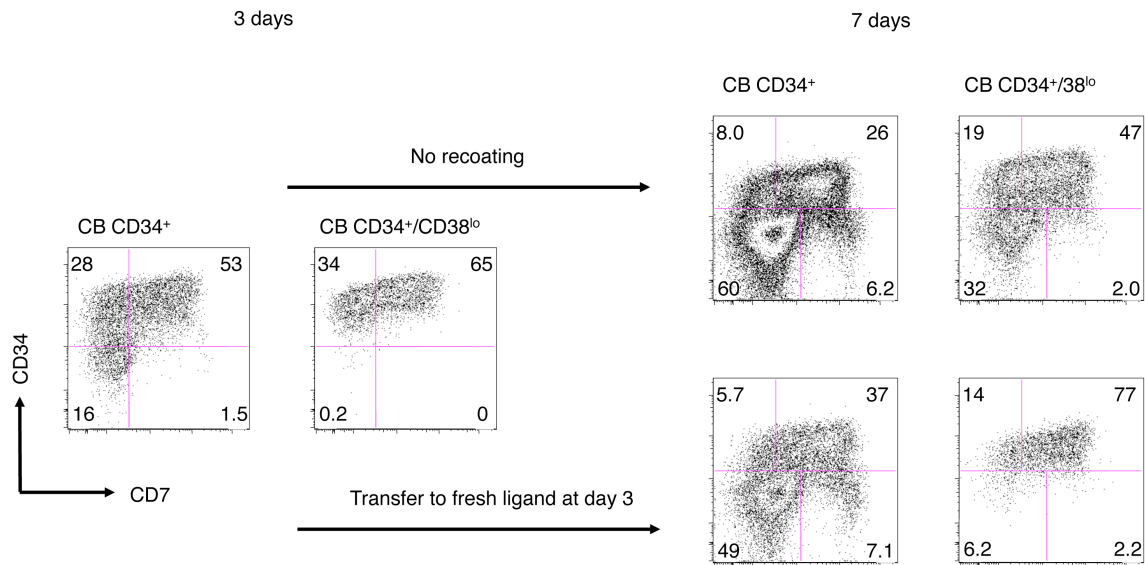 3 days
7 days
CB CD34⁺
CB CD34⁺/38ˡᵒ
8.0 26
19 47
No recoating
60 6.2
32 2.0
CB CD34⁺
CB CD34⁺/CD38ˡᵒ
28 53
34 65
16 1.5
0.2 0
CD34
CD7
Transfer to fresh ligand at day 3
5.7 37
14 77
49 7.1
6.2 2.2